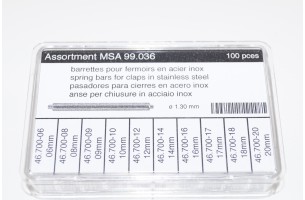 Assortment MSA 99.036 100 pces
barrettes pour fermoirs en acier inox
spring bars for claps in stainless steel
pasadores para cierres en acero inox
anse per chiusure in acciaio inox
ø 1.30 mm
46.700-06
06mm
46.700-08
08mm
46.700-09
09mm
46.700-10
10mm
46.700-12
12mm
46.700-14
14mm
46.700-16
16mm
46.700-17
17mm
46.700-18
18mm
46.700-20
20mm